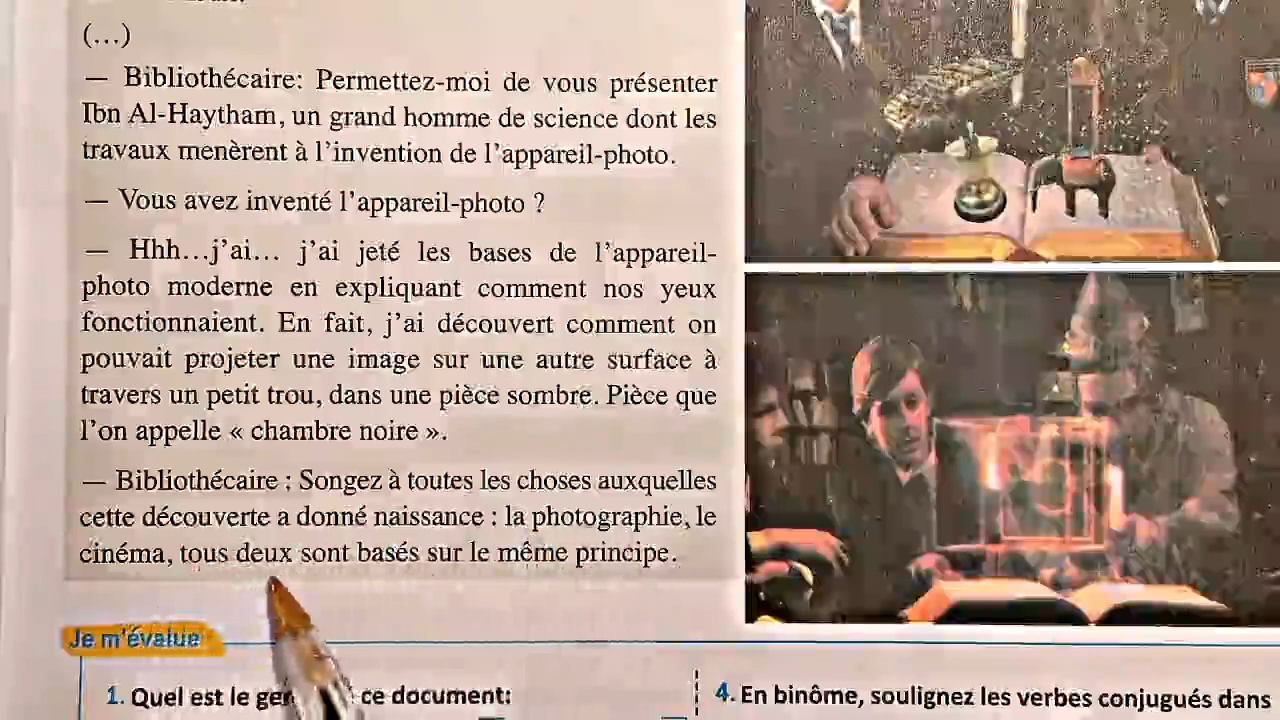 (…)
— Bibliothécaire: Permettez-moi de vous présenter
Ibn Al-Haytham, un grand homme de science dont les
travaux menèrent à l'invention de l'appareil-photo.
— Vous avez inventé l'appareil-photo ?
— Hhh…j'ai… j'ai jeté les bases de l'appareil-
photo moderne en expliquant comment nos yeux
fonctionnaient. En fait, j'ai découvert comment on
pouvait projeter une image sur une autre surface à
travers un petit trou, dans une pièce sombre. Pièce que
l'on appelle « chambre noire ».
— Bibliothécaire : Songez à toutes les choses auxquelles
cette découverte a donné naissance : la photographie, le
cinéma, tous deux sont basés sur le même principe.
Je m'évalue
1. Quel est le ce document:
4. En binôme, soulignez les verbes conjugués dans